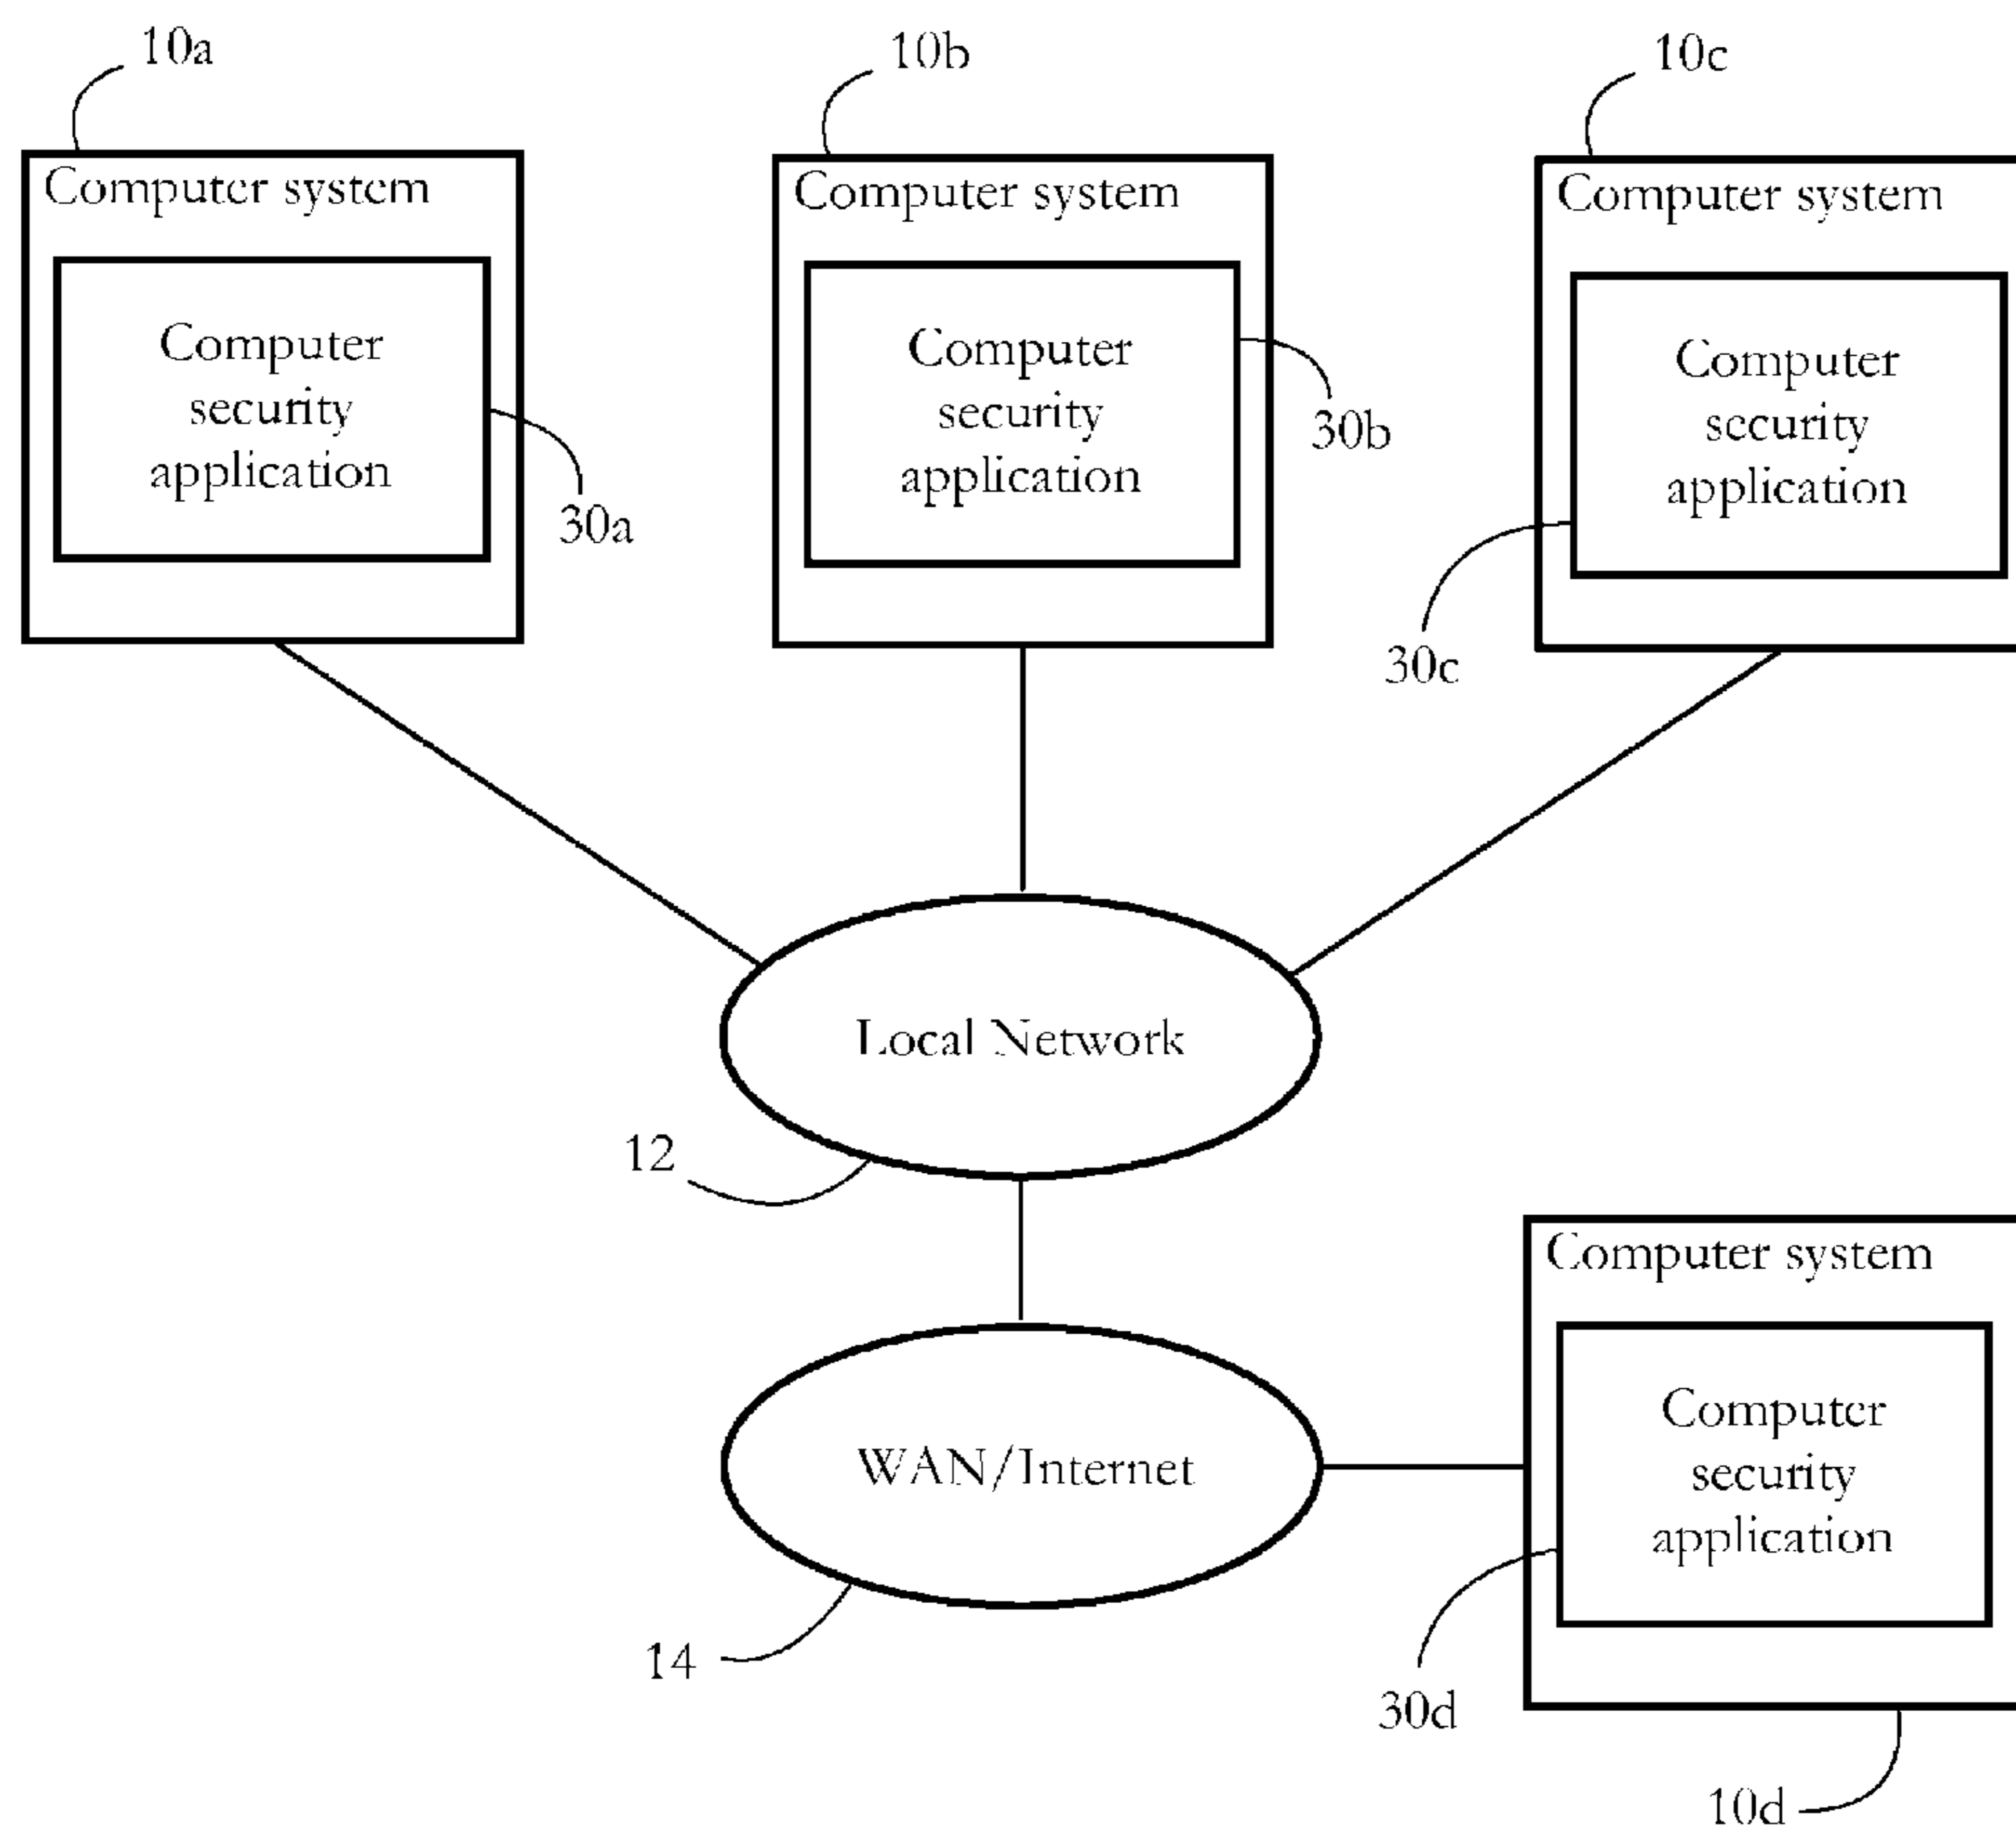 10a
10b
10c
Computer system
Computer system
Computer system
Computer
security
application
Computer
security
application
Computer
security
application
30a
30b
30c
Local Network
12
Computer system
WAN/Internet
Computer
security
application
14
30d
10d